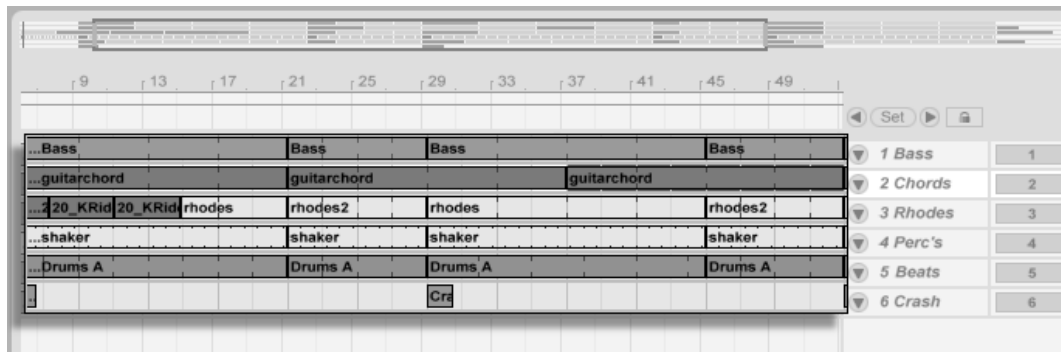 9 13 17 21 25 29 33 37 41 45 49
Set
...Bass Bass Bass Bass 1 Bass 1
...guitarchord guitarchord guitarchord 2 Chords 2
...2 20_KRid 20_KRid rhodes rhodes2 rhodes rhodes2 3 Rhodes 3
...shaker shaker shaker shaker 4 Perc's 4
...Drums A Drums A Drums A Drums A 5 Beats 5
... Cra 6 Crash 6